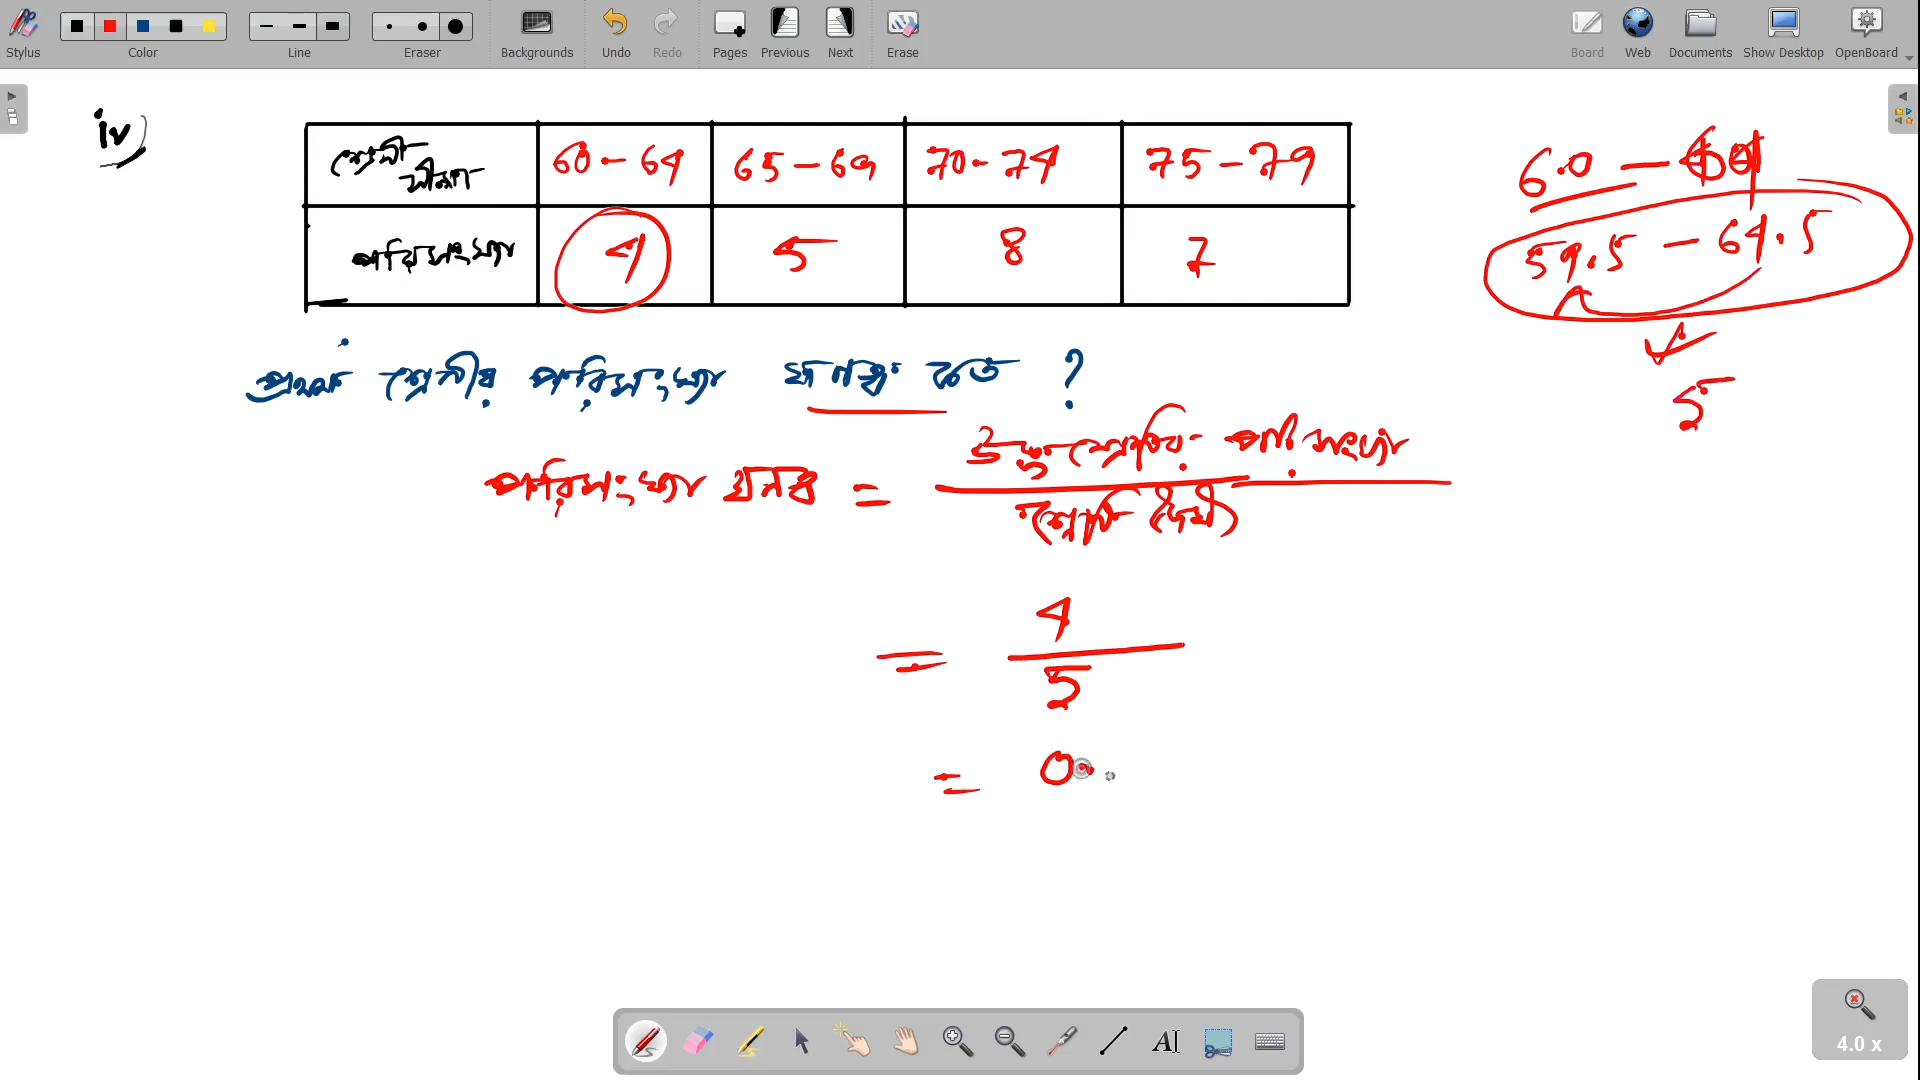 Stylus Color Line Eraser Backgrounds Undo Redo Pages Previous Next Erase Board Web Documents Show Desktop OpenBoard
iv)
শ্রেণী সীমানা 60 - 64 65 - 69 70 - 74 75 - 79
পরিসংখ্যা 4 5 8 7
60 - 64
59.5 - 64.5
5
প্রথম শ্রেণীর পরিসংখ্যা ঘনত্ব কত ?
পরিসংখ্যা ঘনত্ব = উক্ত শ্রেণির পরিসংখ্যা
শ্রেণি দৈর্ঘ্য
= 4
5
= 0.
4.0 x